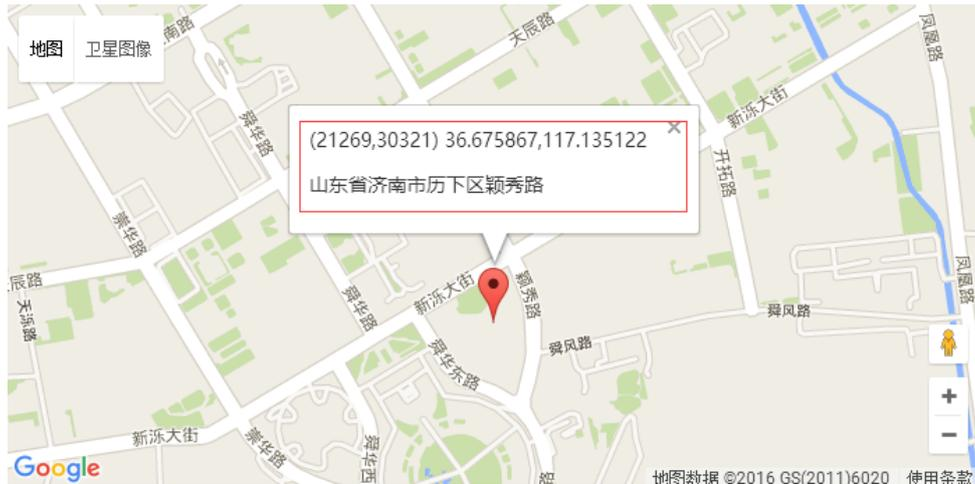 地图 卫星图像
南路
天辰路
凤凰路
新泺大街
舜华路
(21269,30321) 36.675867,117.135122
×
山东省济南市历下区颖秀路
开拓路
崇华路
辰路
天泺路
新泺大街
颖秀路
凤凰路
舜华路
舜风路
舜风路
舜华东路
新泺大街
崇华路
舜华西
+
−
Google
地图数据 ©2016 GS(2011)6020 使用条款